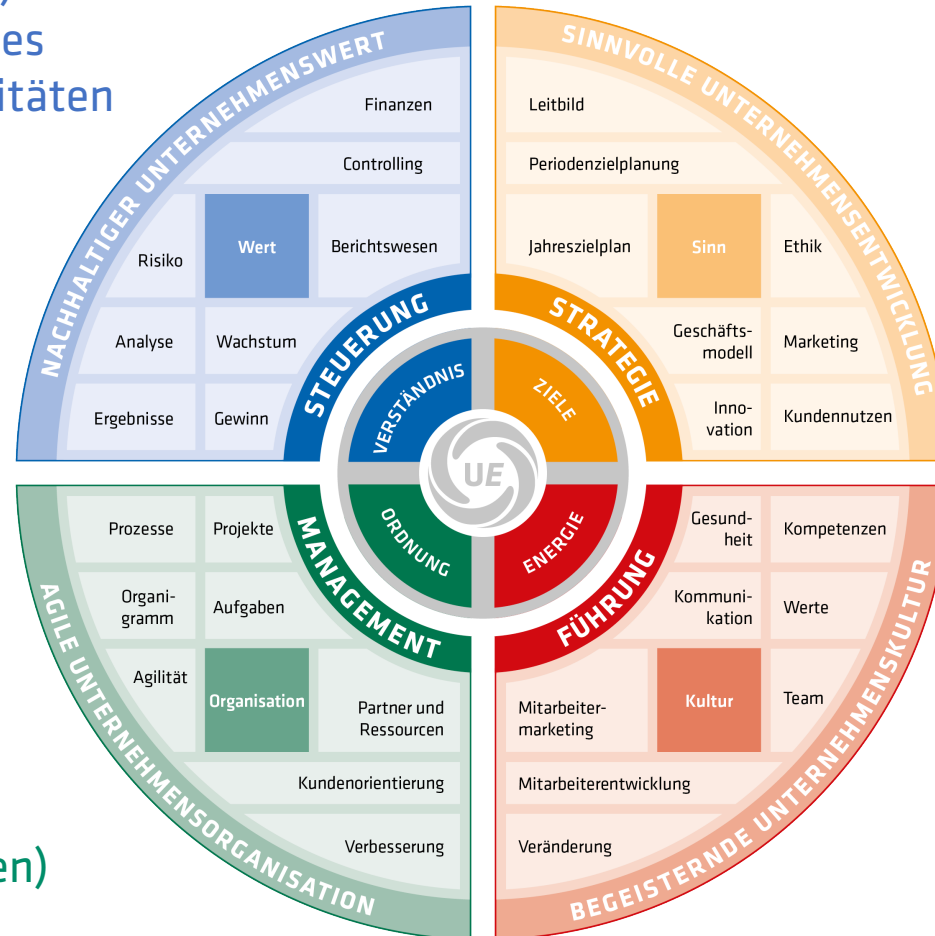 es
itäten
NACHHALTIGER UNTERNEHMENSWERT
Finanzen
Controlling
Risiko
Wert
Berichtswesen
Analyse
Wachstum
Ergebnisse
Gewinn
STEUERUNG
VERSTÄNDNIS
SINNVOLLE UNTERNEHMENSENTWICKLUNG
Leitbild
Periodenzielplanung
Jahreszielplan
Sinn
Ethik
Geschäfts-
modell
Marketing
Inno-
vation
Kundennutzen
STRATEGIE
ZIELE
UE
Prozesse
Projekte
Organi-
gramm
Aufgaben
Agilität
Organisation
Partner und
Ressourcen
Kundenorientierung
Verbesserung
MANAGEMENT
ORDNUNG
AGILE UNTERNEHMENSORGANISATION
Gesund-
heit
Kompetenzen
Kommuni-
kation
Werte
Mitarbeiter-
marketing
Kultur
Team
Mitarbeiterentwicklung
Veränderung
FÜHRUNG
ENERGIE
BEGEISTERNDE UNTERNEHMENSKULTUR
en)